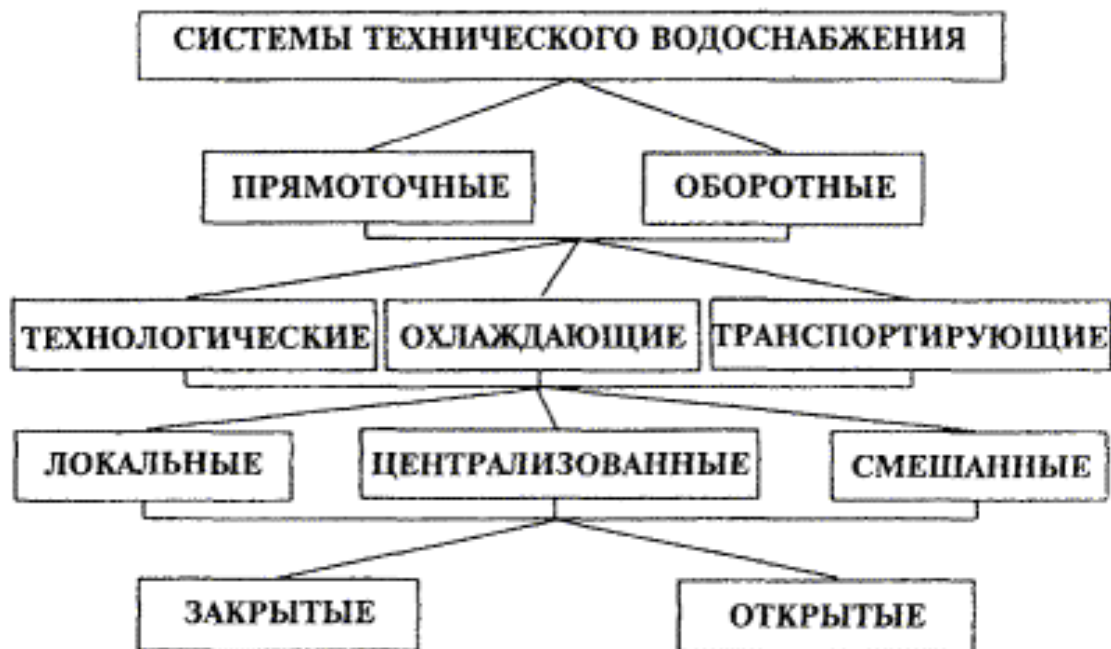 СИСТЕМЫ ТЕХНИЧЕСКОГО ВОДОСНАБЖЕНИЯ
ПРЯМОТОЧНЫЕ ОБОРОТНЫЕ
ТЕХНОЛОГИЧЕСКИЕ ОХЛАЖДАЮЩИЕ ТРАНСПОРТИРУЮЩИЕ
ЛОКАЛЬНЫЕ ЦЕНТРАЛИЗОВАННЫЕ СМЕШАННЫЕ
ЗАКРЫТЫЕ ОТКРЫТЫЕ